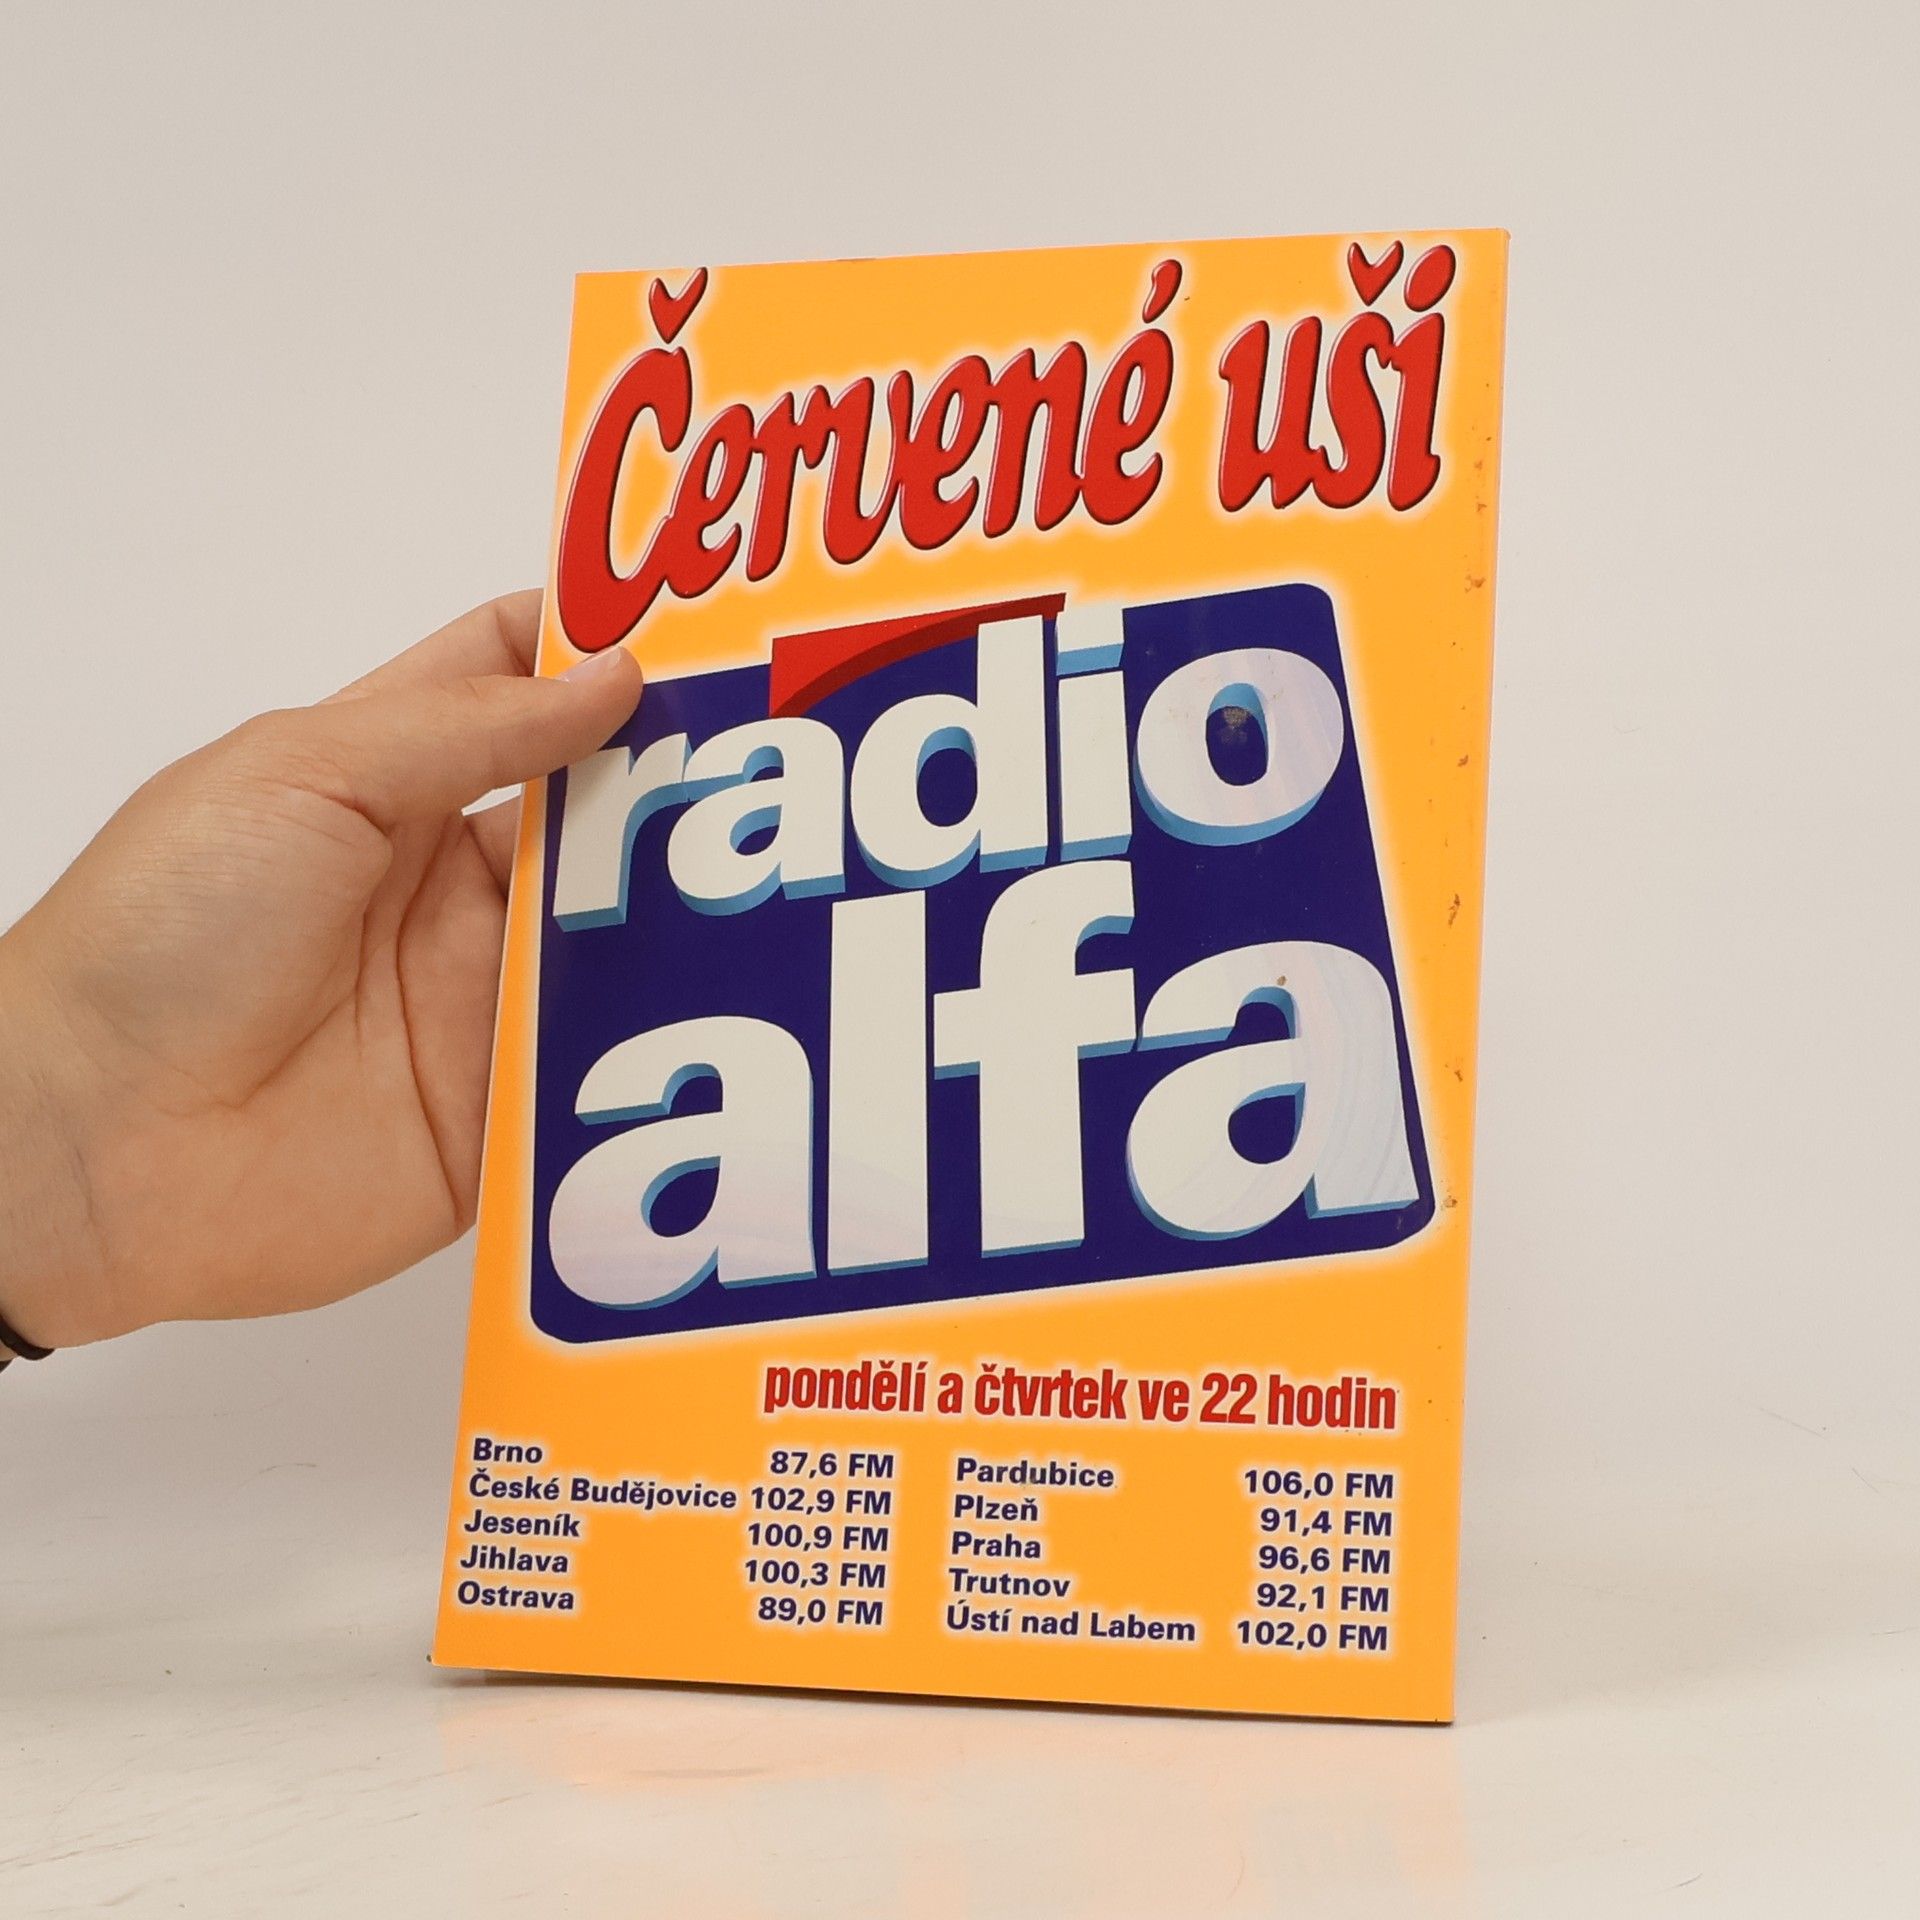 Červené uši
radio
alfa
pondělí a čtvrtek ve 22 hodin
Brno 87,6 FM
České Budějovice 102,9 FM
Jeseník 100,9 FM
Jihlava 100,3 FM
Ostrava 89,0 FM
Pardubice 106,0 FM
Plzeň 91,4 FM
Praha 96,6 FM
Trutnov 92,1 FM
Ústí nad Labem 102,0 FM